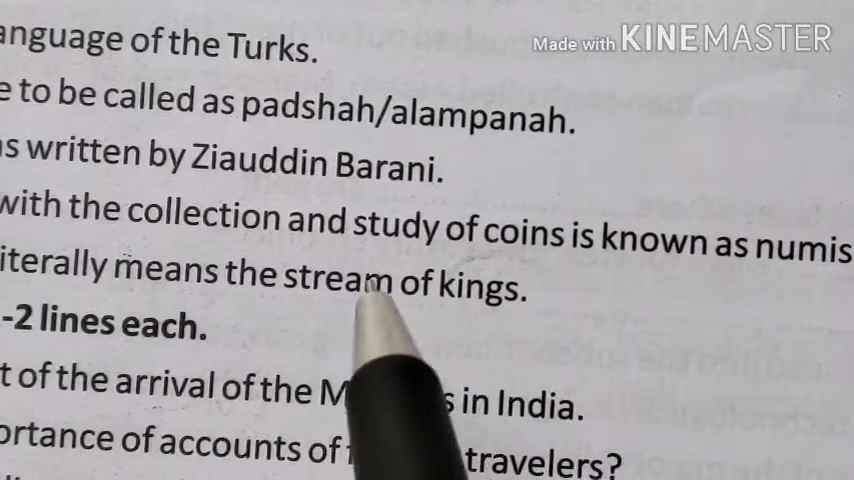 Made with KINEMASTER
anguage of the Turks.
e to be called as padshah/alampanah.
s written by Ziauddin Barani.
with the collection and study of coins is known as numis
iterally means the stream of kings.
-2 lines each.
t of the arrival of the M s in India.
ortance of accounts of travelers?